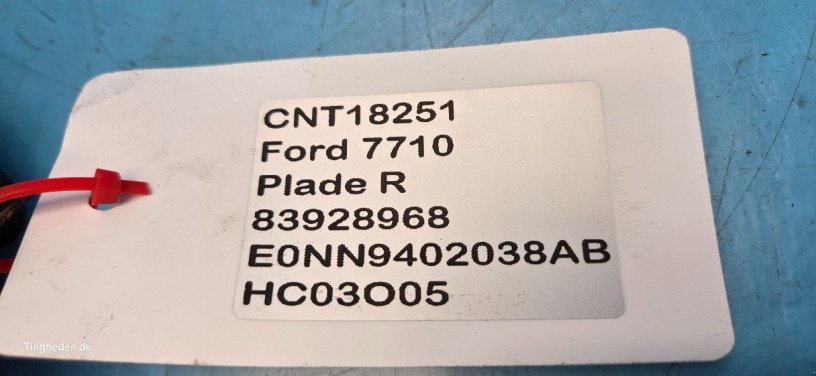 CNT18251
Ford 7710
Plade R
83928968
E0NN9402038AB
HC03O05
Tingheden.dk